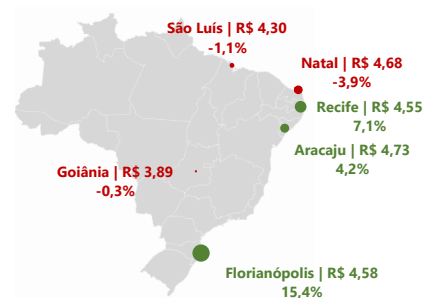 São Luís | R$ 4,30
-1,1%
Natal | R$ 4,68
-3,9%
Recife | R$ 4,55
7,1%
Aracaju | R$ 4,73
4,2%
Goiânia | R$ 3,89
-0,3%
Florianópolis | R$ 4,58
15,4%